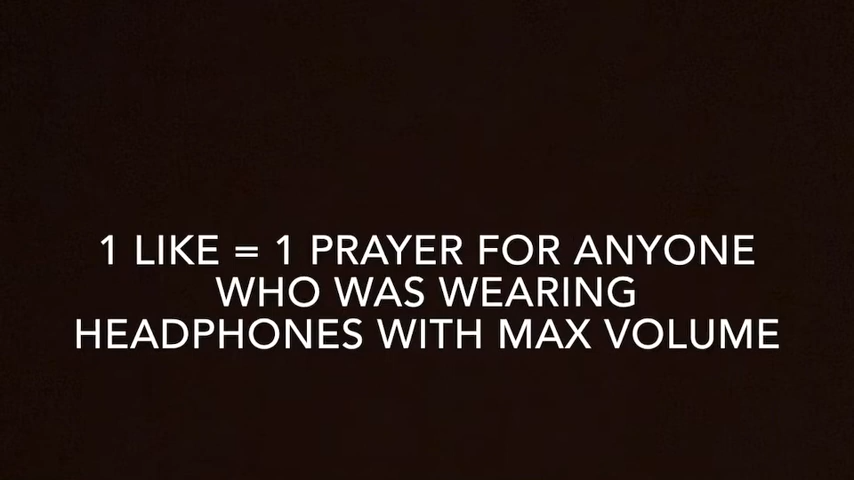 1 LIKE = 1 PRAYER FOR ANYONE
WHO WAS WEARING
HEADPHONES WITH MAX VOLUME